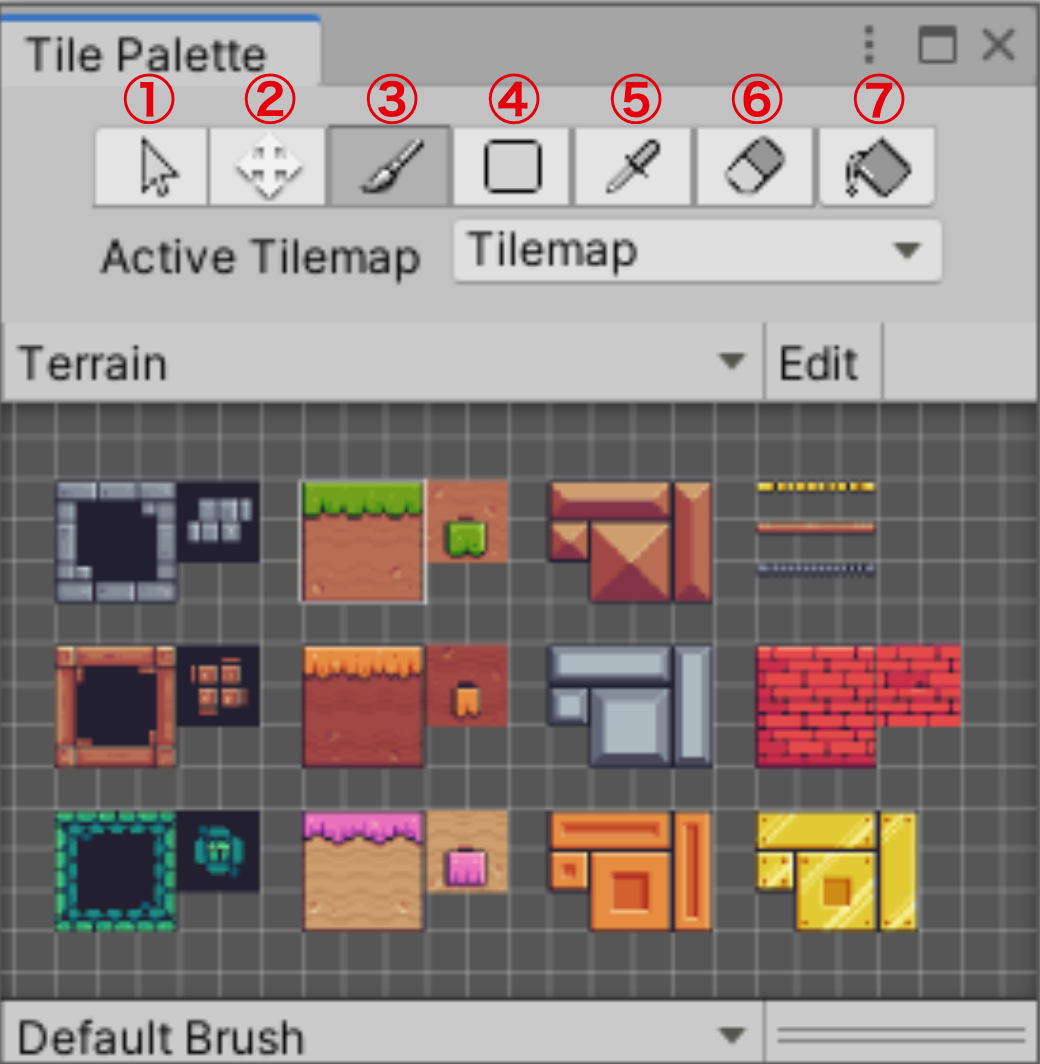 Tile Palette
① ② ③ ④ ⑤ ⑥ ⑦
Active Tilemap Tilemap
Terrain Edit
Default Brush